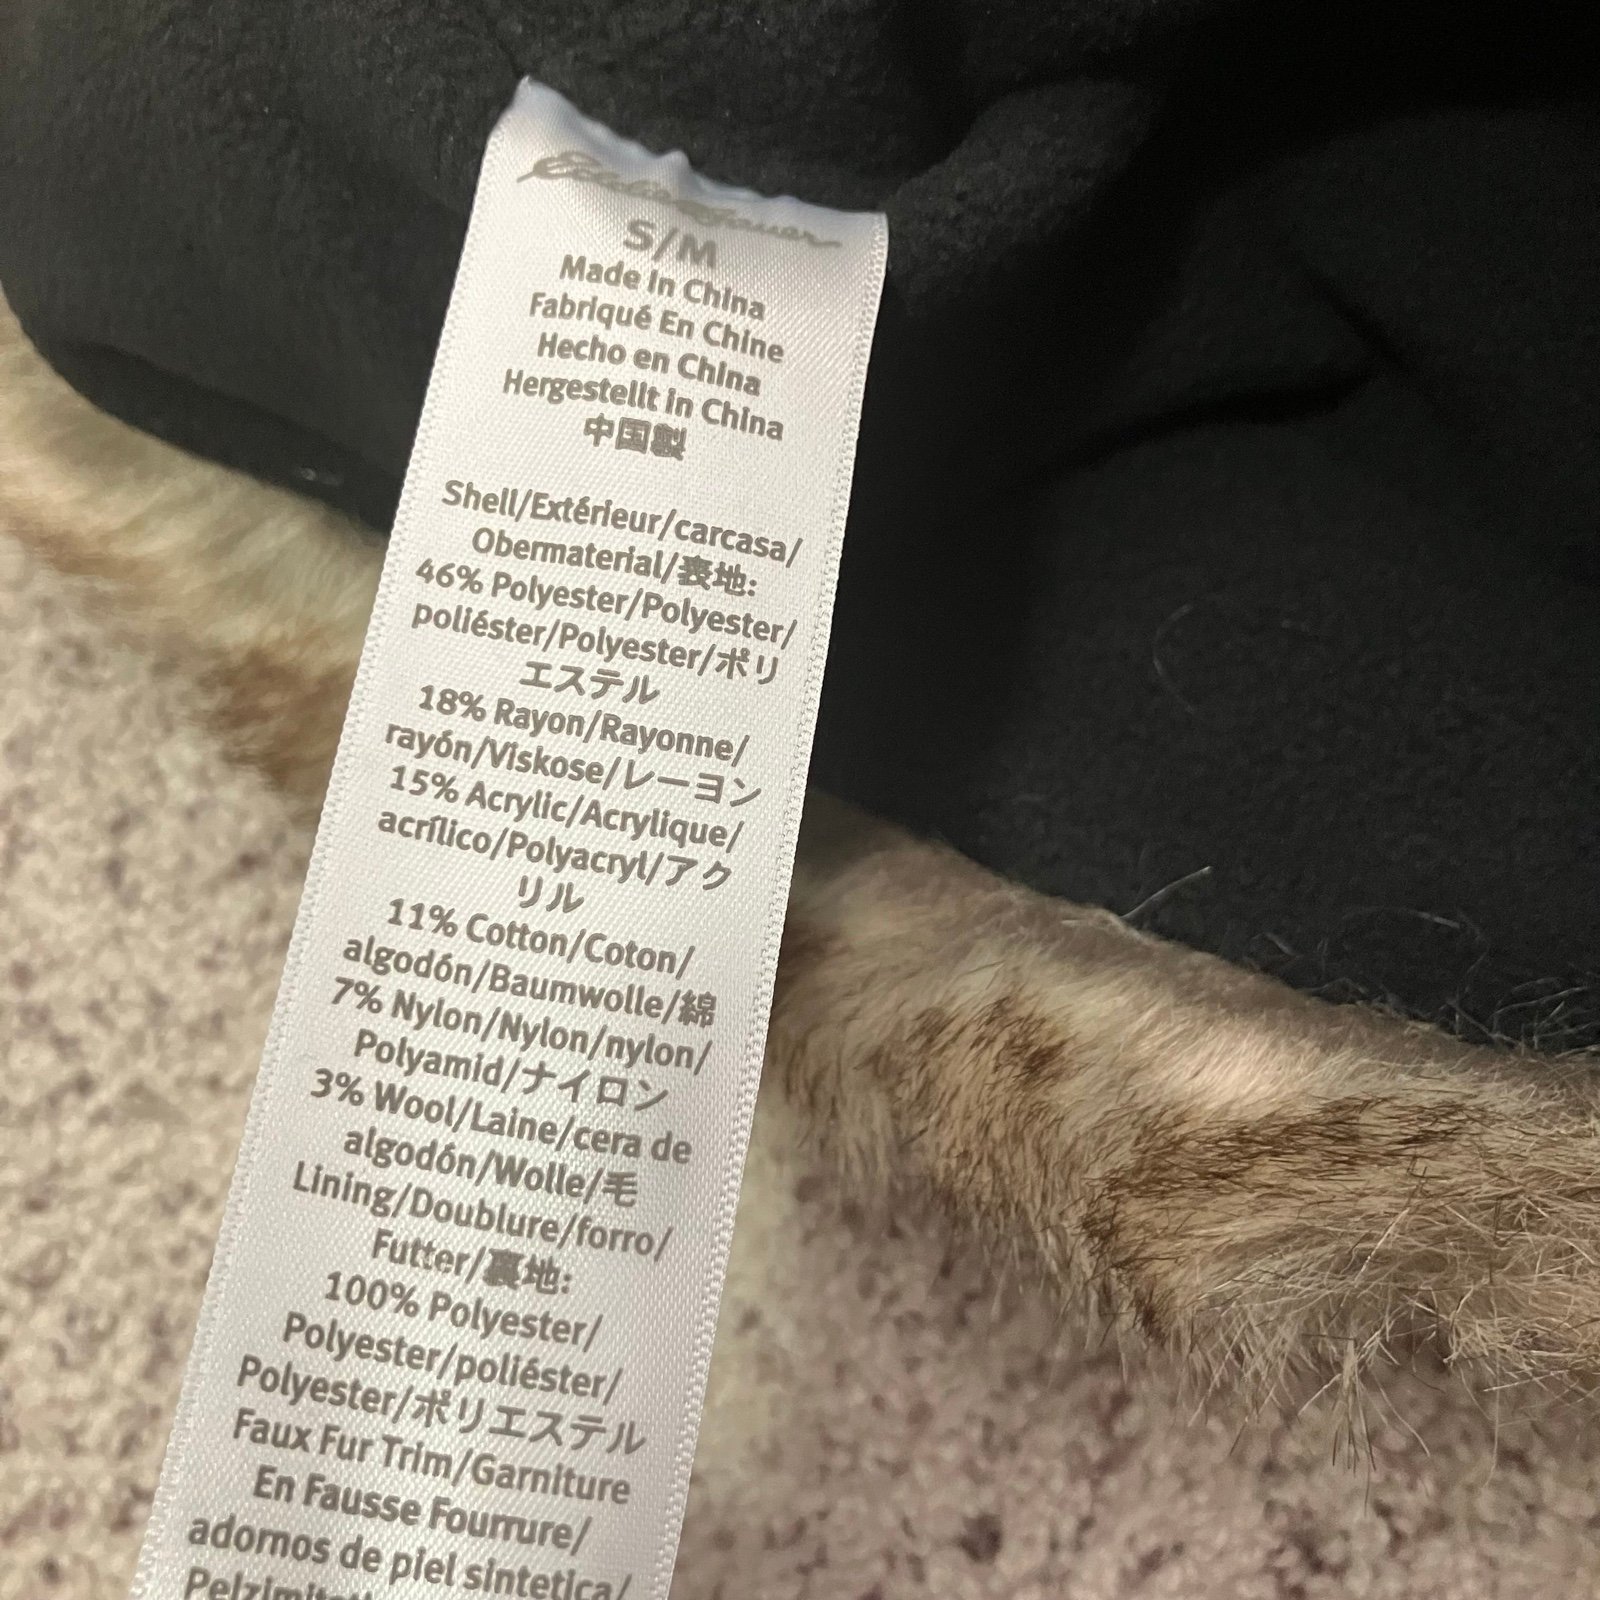 Eddie Bauer
S/M
Made in China
Fabriqué En Chine
Hecho en China
Hergestellt in China
中国製
Shell/Extérieur/carcasa/
Obermaterial/表地:
46% Polyester/Polyester/
poliéster/Polyester/ポリ
エステル
18% Rayon/Rayonne/
rayón/Viskose/レーヨン
15% Acrylic/Acrylique/
acrílico/Polyacryl/アク
リル
11% Cotton/Coton/
algodón/Baumwolle/綿
7% Nylon/Nylon/nylon/
Polyamid/ナイロン
3% Wool/Laine/cera de
algodón/Wolle/毛
Lining/Doublure/forro/
Futter/裏地:
100% Polyester/
Polyester/poliéster/
Polyester/ポリエステル
Faux Fur Trim/Garniture
En Fausse Fourrure/
adornos de piel sintetica/